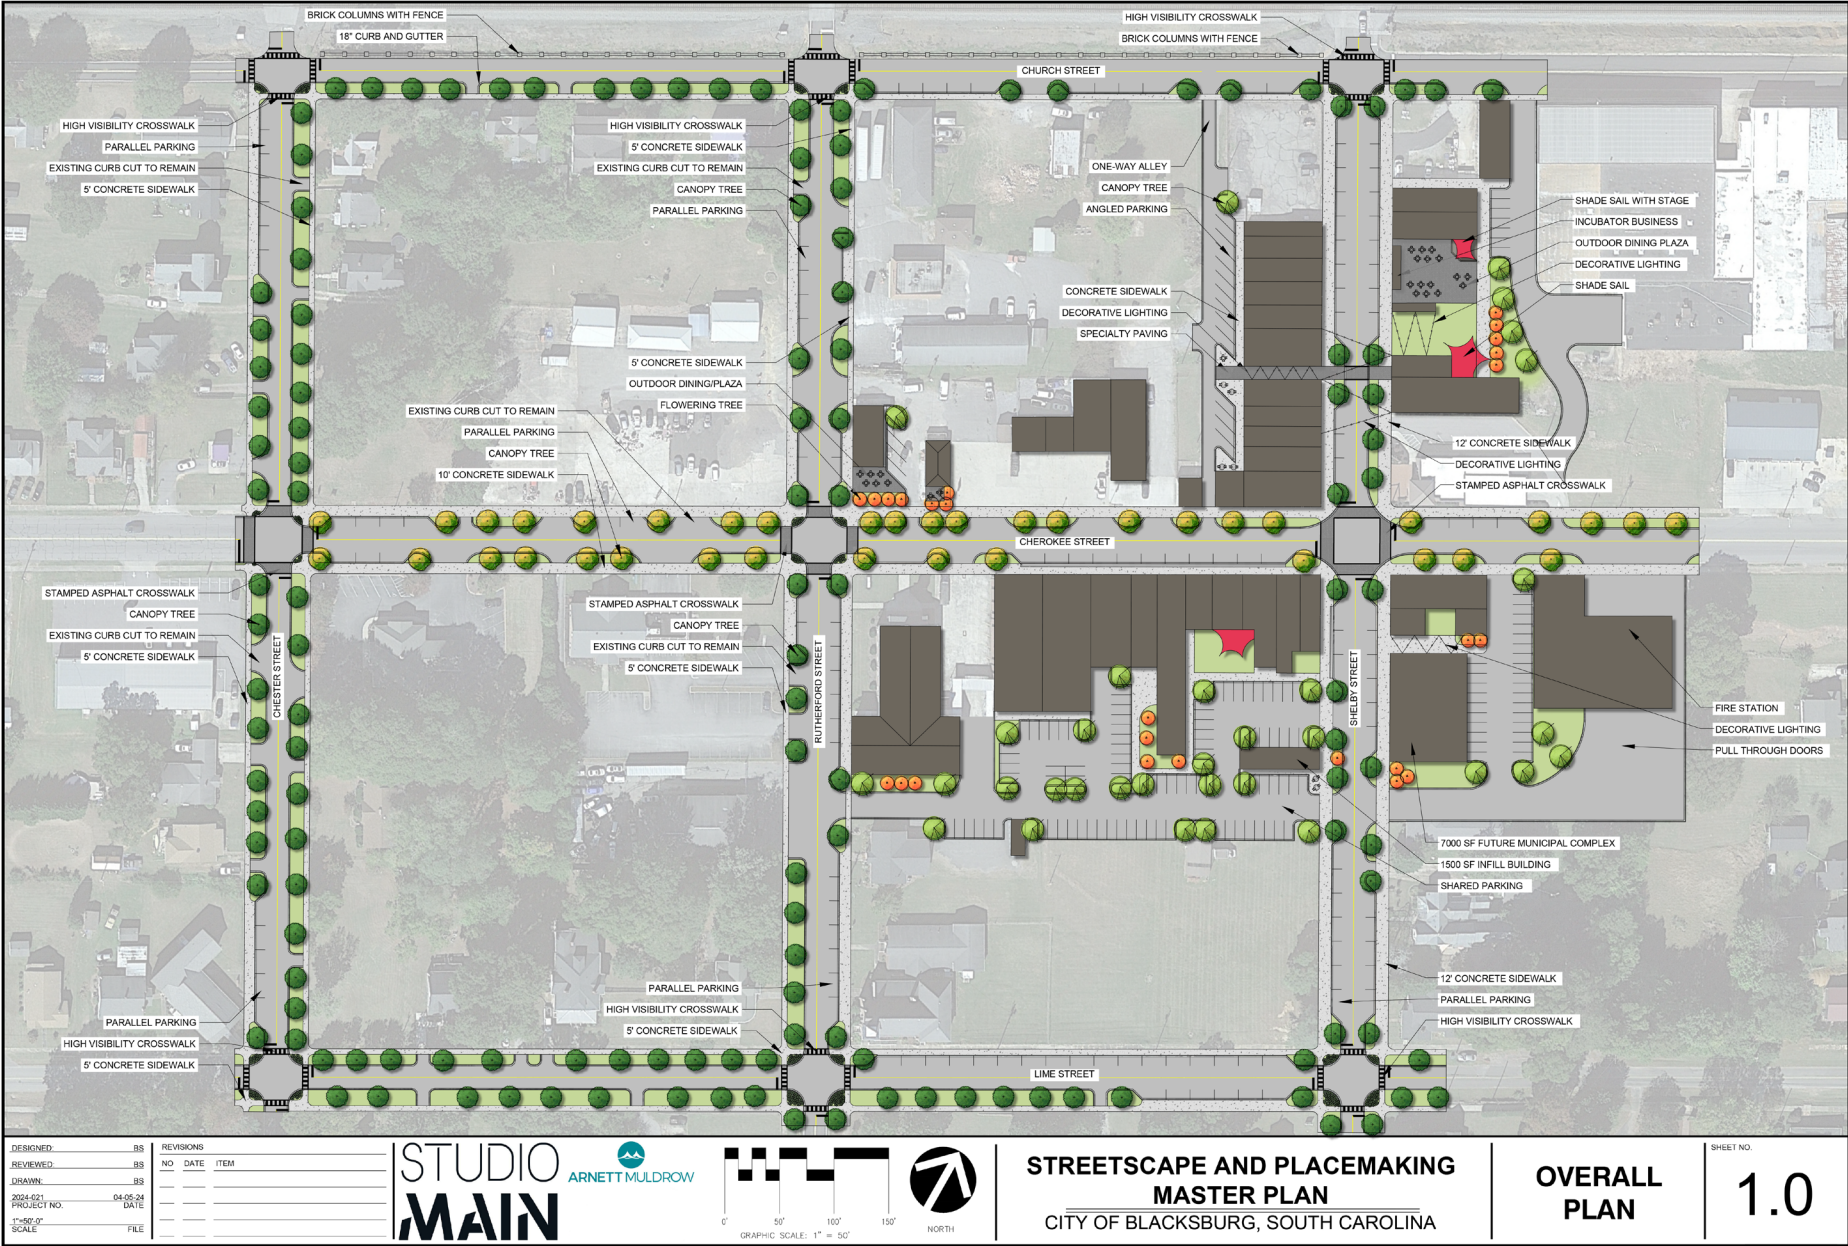 BRICK COLUMNS WITH FENCE
18" CURB AND GUTTER
HIGH VISIBILITY CROSSWALK
BRICK COLUMNS WITH FENCE
CHURCH STREET
HIGH VISIBILITY CROSSWALK
PARALLEL PARKING
EXISTING CURB CUT TO REMAIN
5' CONCRETE SIDEWALK
HIGH VISIBILITY CROSSWALK
5' CONCRETE SIDEWALK
EXISTING CURB CUT TO REMAIN
CANOPY TREE
PARALLEL PARKING
ONE-WAY ALLEY
CANOPY TREE
ANGLED PARKING
SHADE SAIL WITH STAGE
INCUBATOR BUSINESS
OUTDOOR DINING PLAZA
DECORATIVE LIGHTING
SHADE SAIL
CONCRETE SIDEWALK
DECORATIVE LIGHTING
SPECIALTY PAVING
5' CONCRETE SIDEWALK
OUTDOOR DINING/PLAZA
FLOWERING TREE
EXISTING CURB CUT TO REMAIN
PARALLEL PARKING
CANOPY TREE
10' CONCRETE SIDEWALK
12' CONCRETE SIDEWALK
DECORATIVE LIGHTING
STAMPED ASPHALT CROSSWALK
CHEROKEE STREET
STAMPED ASPHALT CROSSWALK
CANOPY TREE
EXISTING CURB CUT TO REMAIN
5' CONCRETE SIDEWALK
CHESTER STREET
STAMPED ASPHALT CROSSWALK
CANOPY TREE
EXISTING CURB CUT TO REMAIN
5' CONCRETE SIDEWALK
RUTHERFORD STREET
SHELBY STREET
FIRE STATION
DECORATIVE LIGHTING
PULL THROUGH DOORS
7000 SF FUTURE MUNICIPAL COMPLEX
1500 SF INFILL BUILDING
SHARED PARKING
PARALLEL PARKING
HIGH VISIBILITY CROSSWALK
5' CONCRETE SIDEWALK
PARALLEL PARKING
HIGH VISIBILITY CROSSWALK
5' CONCRETE SIDEWALK
12' CONCRETE SIDEWALK
PARALLEL PARKING
HIGH VISIBILITY CROSSWALK
LIME STREET
DESIGNED: BS
REVIEWED: BS
DRAWN: BS
2024-021 04-05-24
PROJECT NO. DATE
1"=50'-0"
SCALE FILE
REVISIONS
NO DATE ITEM
STUDIO
MAIN
ARNETT MULDROW
0' 50' 100' 150'
GRAPHIC SCALE: 1" = 50'
NORTH
STREETSCAPE AND PLACEMAKING
MASTER PLAN
CITY OF BLACKSBURG, SOUTH CAROLINA
OVERALL
PLAN
SHEET NO.
1.0